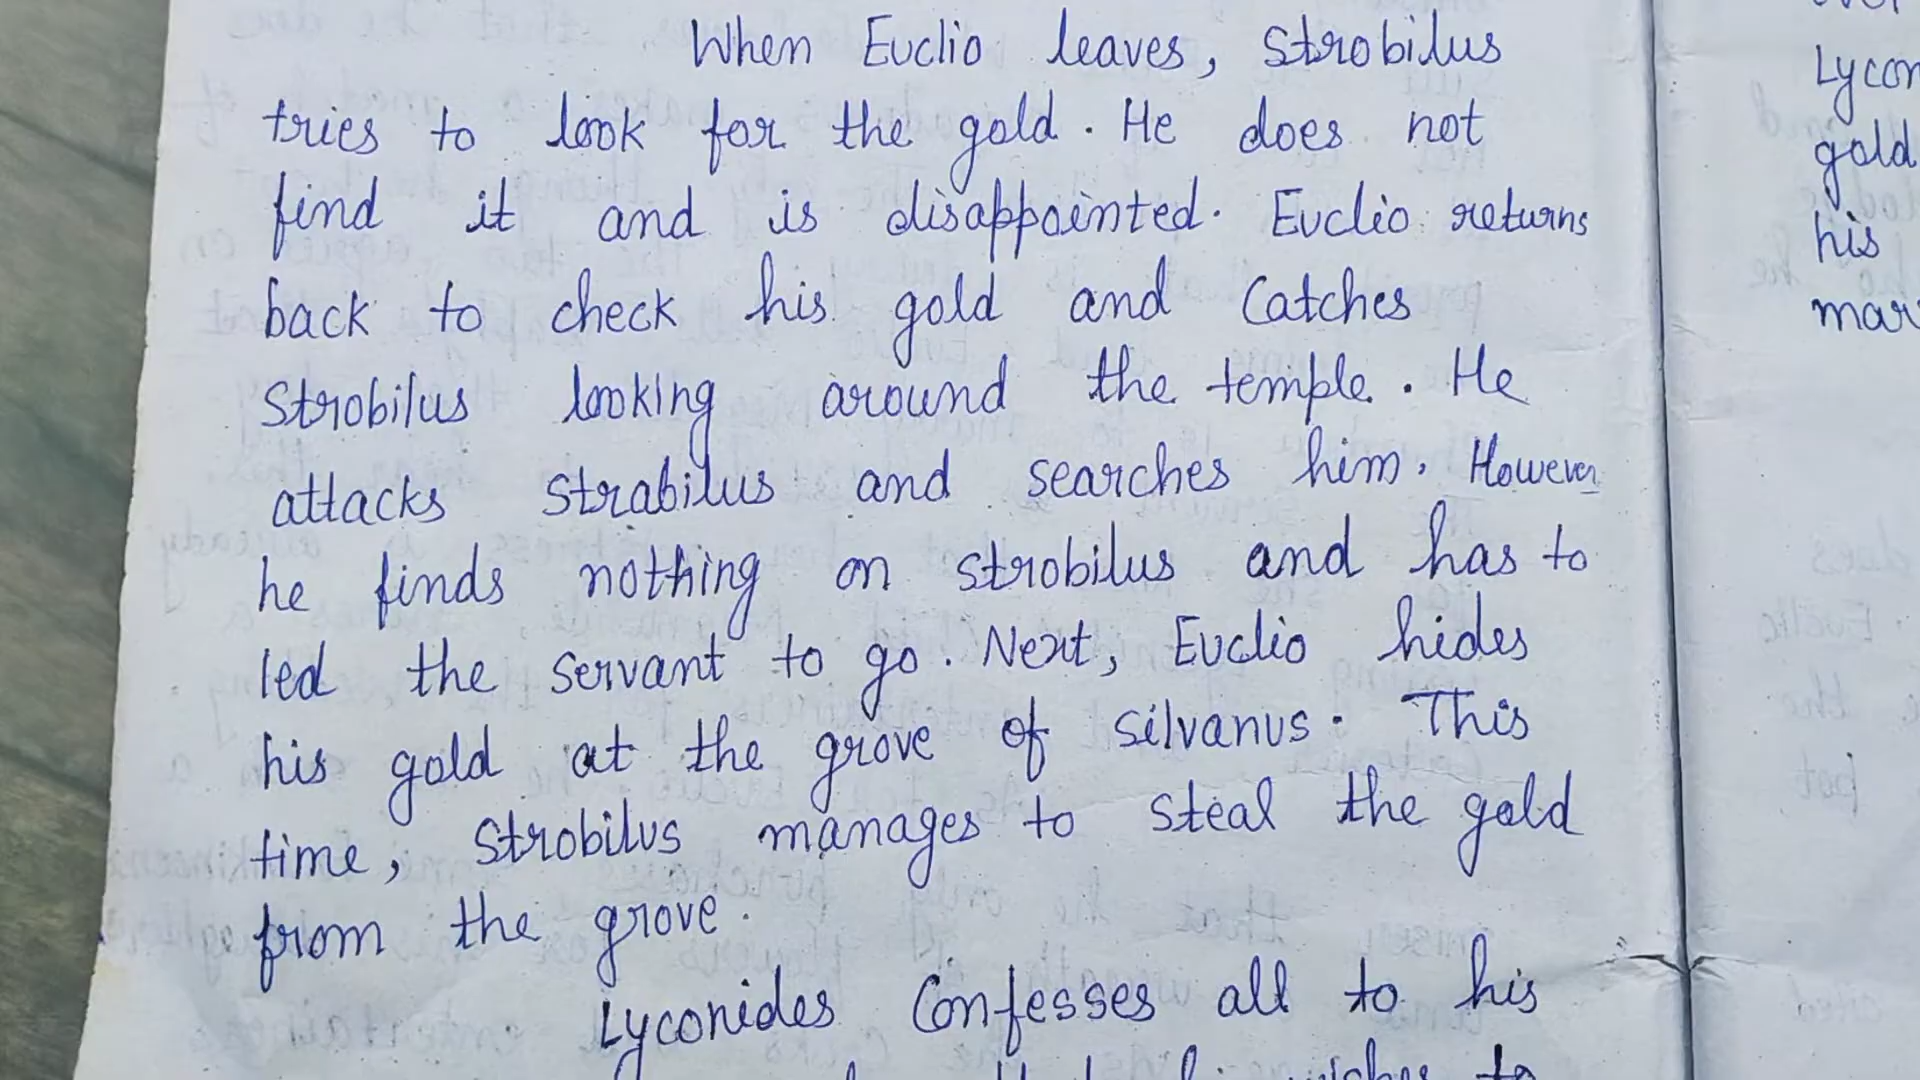 When Euclio leaves, Strobilus
tries to look for the gold. He does not
find it and is disappointed. Euclio returns
back to check his gold and Catches
Strobilus looking around the temple. He
attacks Strabilus and searches him. However
he finds nothing on strobilus and has to
led the servant to go. Next, Euclio hides
his gold at the grove of silvanus. This
time, Strobilus manages to steal the gold
from the grove.
Lyconides Confesses all to his
wishes to
Lycon
gold
his
mar